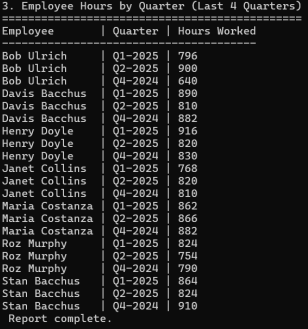 3. Employee Hours by Quarter (Last 4 Quarters)
==============================================
Employee       | Quarter | Hours Worked
---------------------------------------
Bob Ulrich     | Q1-2025 | 796
Bob Ulrich     | Q2-2025 | 900
Bob Ulrich     | Q4-2024 | 640
Davis Bacchus  | Q1-2025 | 890
Davis Bacchus  | Q2-2025 | 810
Davis Bacchus  | Q4-2024 | 882
Henry Doyle    | Q1-2025 | 916
Henry Doyle    | Q2-2025 | 820
Henry Doyle    | Q4-2024 | 830
Janet Collins  | Q1-2025 | 768
Janet Collins  | Q2-2025 | 820
Janet Collins  | Q4-2024 | 810
Maria Costanza | Q1-2025 | 862
Maria Costanza | Q2-2025 | 866
Maria Costanza | Q4-2024 | 882
Roz Murphy     | Q1-2025 | 824
Roz Murphy     | Q2-2025 | 754
Roz Murphy     | Q4-2024 | 790
Stan Bacchus   | Q1-2025 | 864
Stan Bacchus   | Q2-2025 | 824
Stan Bacchus   | Q4-2024 | 910
 Report complete.